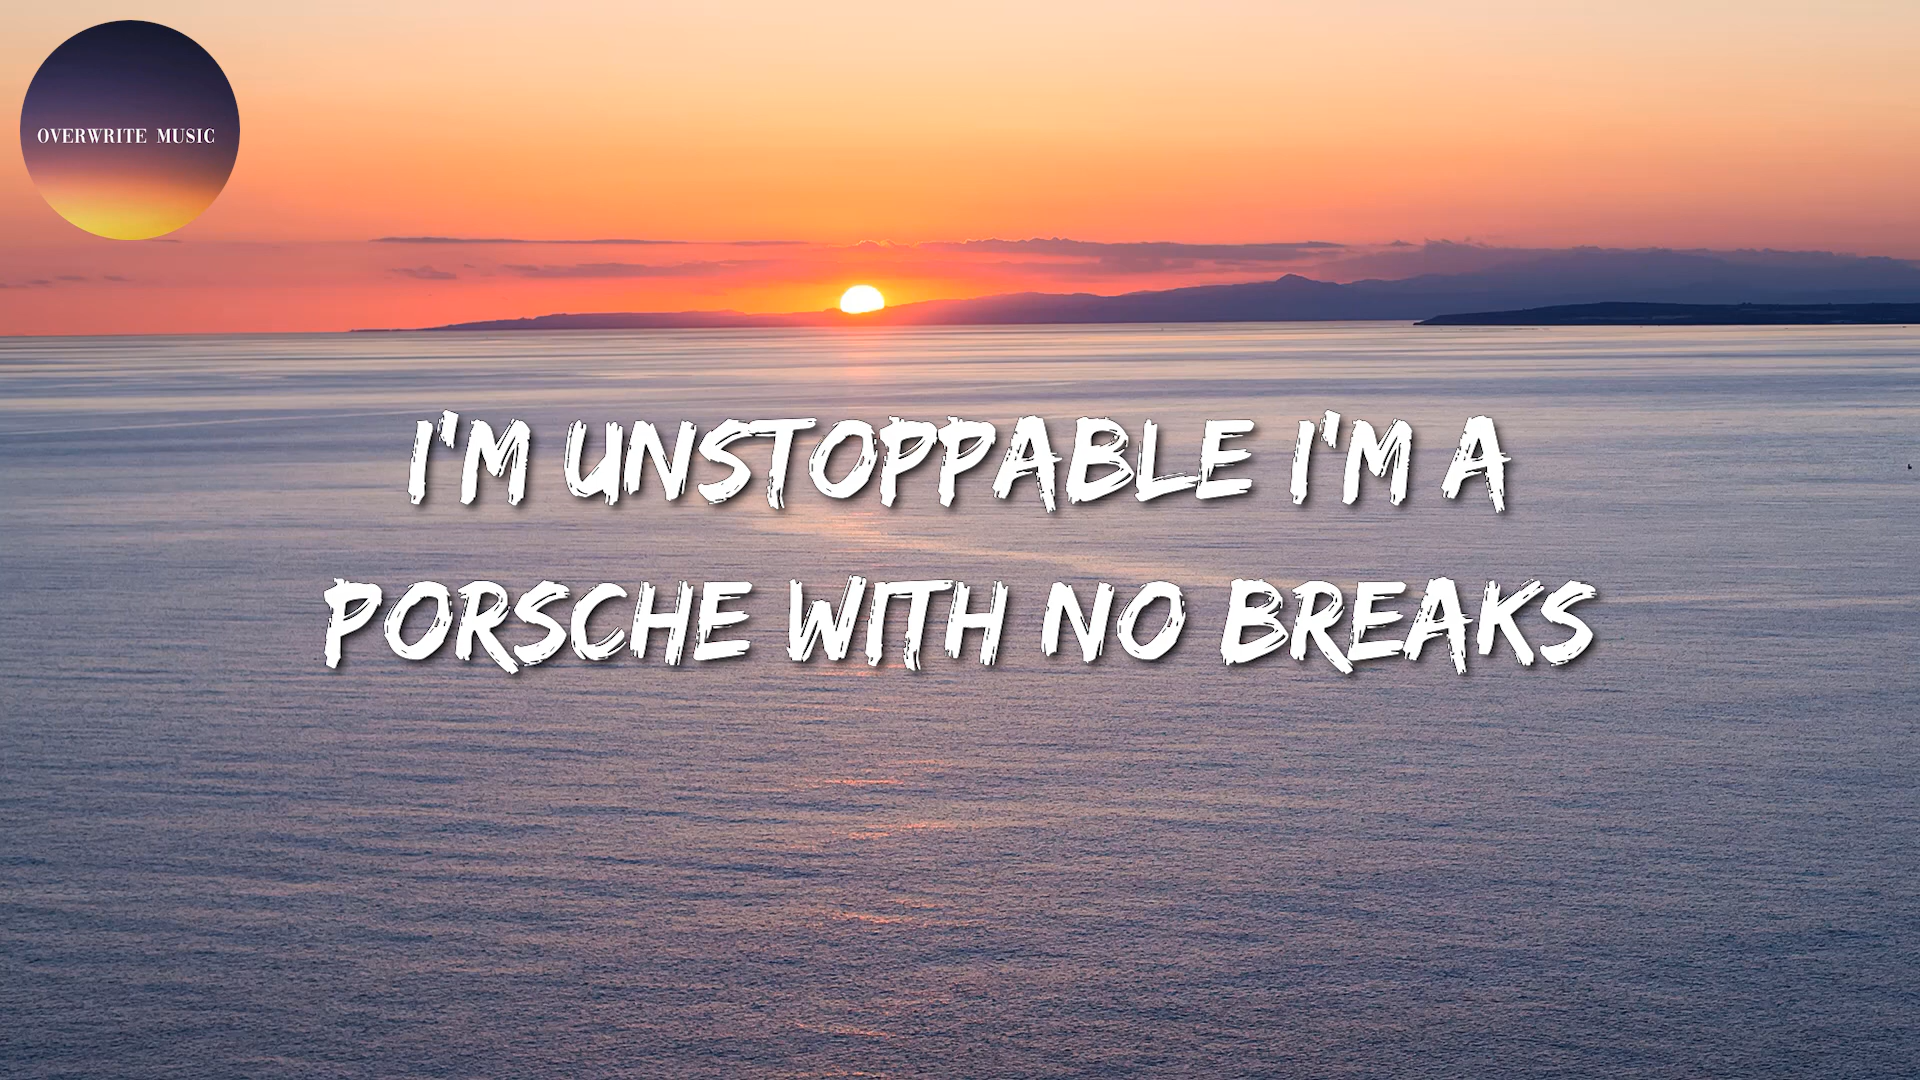 OVERWRITE MUSIC
I'M UNSTOPPABLE I'M A
PORSCHE WITH NO BREAKS